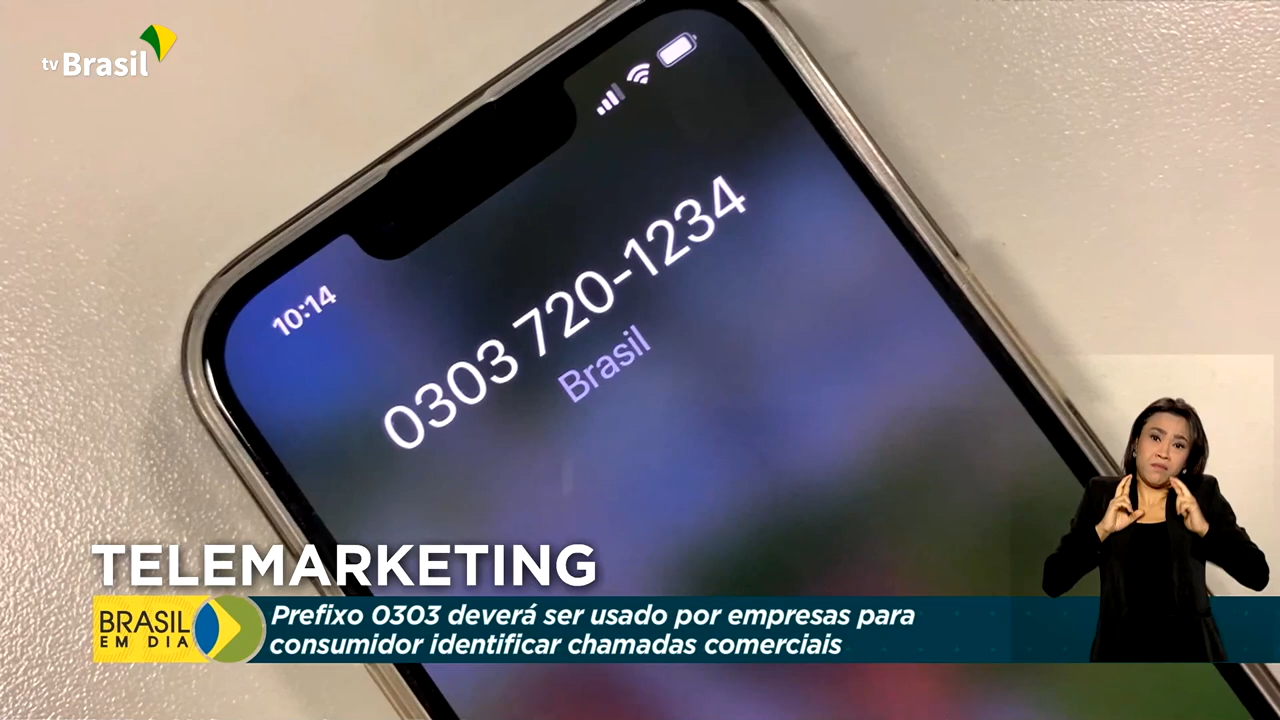 tv Brasil
10:14
0303 720-1234
Brasil
TELEMARKETING
BRASIL
EM DIA
Prefixo 0303 deverá ser usado por empresas para
consumidor identificar chamadas comerciais